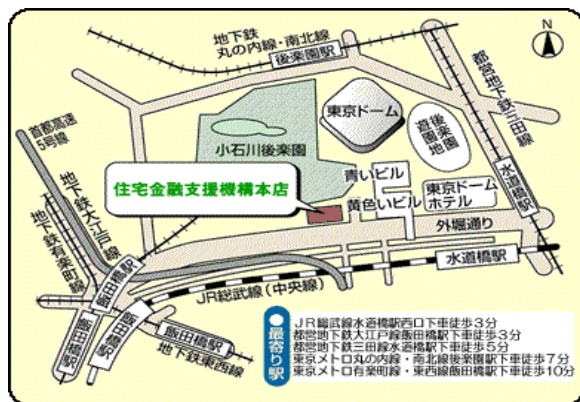 N
地下鉄
丸の内線・南北線
後楽園駅
都営地下鉄三田線
首都高速
5号線
東京ドーム
後楽園
遊園地
小石川後楽園
地下鉄大江戸線
地下鉄有楽町線
青いビル
住宅金融支援機構本店
黄色いビル
東京ドーム
ホテル
水道橋駅
外堀通り
飯田橋駅
水道橋駅
JR総武線(中央線)
飯田橋駅
飯田橋駅
飯田橋駅
地下鉄東西線
最寄り駅
JR総武線水道橋駅西口下車徒歩3分
都営地下鉄大江戸線飯田橋駅下車徒歩3分
都営地下鉄三田線水道橋駅下車徒歩5分
東京メトロ丸の内線・南北線後楽園駅下車徒歩7分
東京メトロ有楽町線・東西線飯田橋駅下車徒歩10分